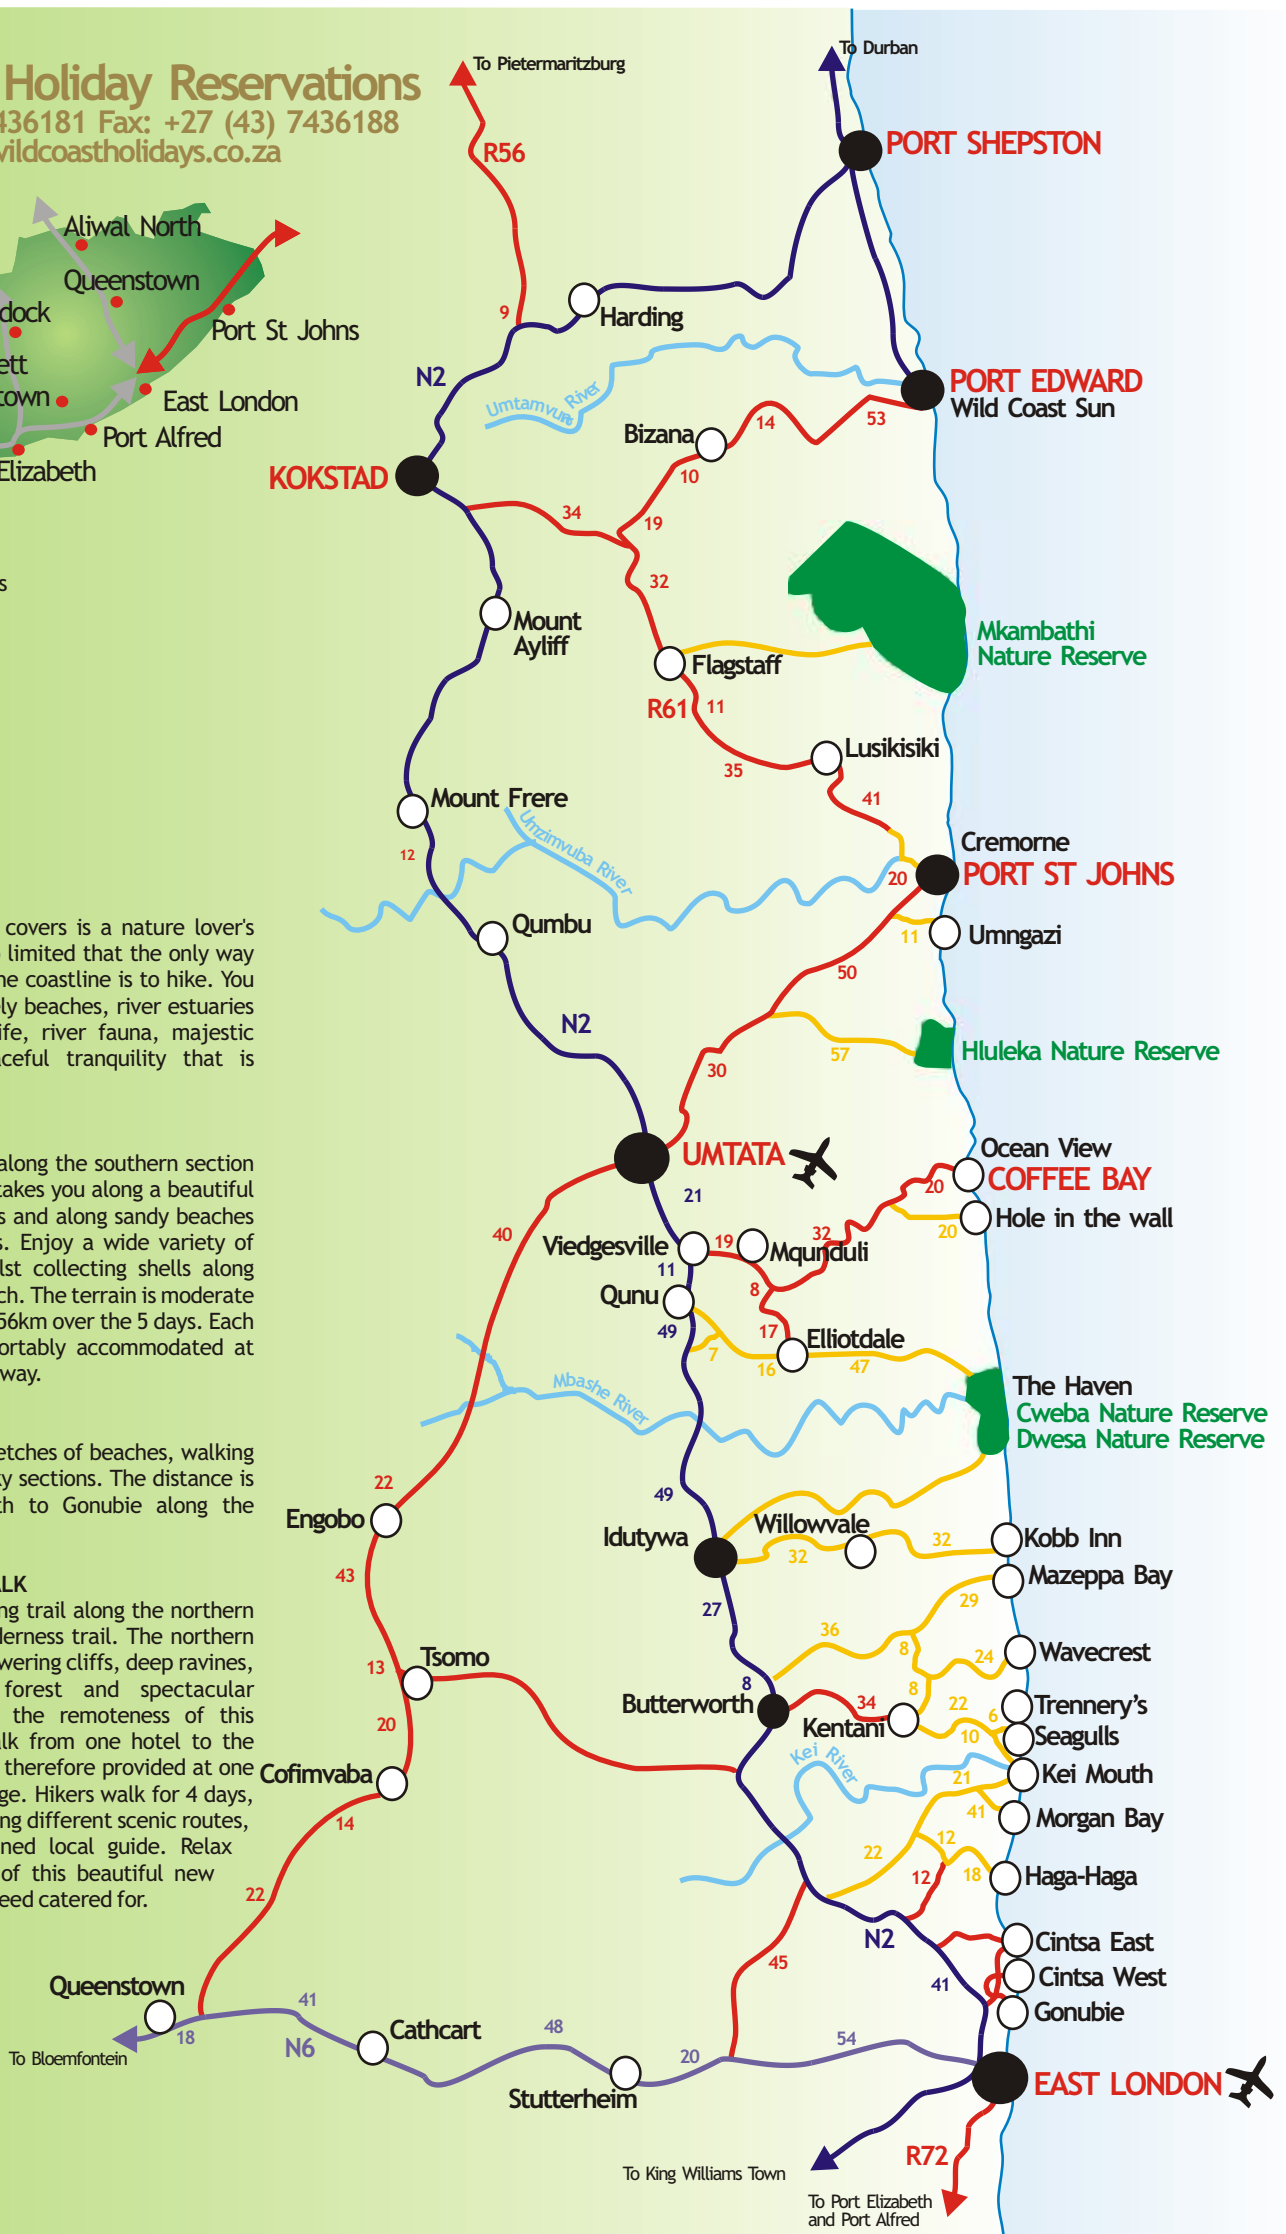 Holiday Reservations
436181 Fax: +27 (43) 7436188
vildcoastholidays.co.za
To Pietermaritzburg
To Durban
R56
PORT SHEPSTON
Aliwal North
Queenstown
dock
Port St Johns
ett
town
East London
Port Alfred
Elizabeth
9
Harding
N2
Umtamvuna River
PORT EDWARD
Wild Coast Sun
53
14
Bizana
10
KOKSTAD
34
19
32
s
Mount
Ayliff
Mkambathi
Nature Reserve
Flagstaff
R61
11
Lusikisiki
35
41
Mount Frere
12
Umzimvuba River
Cremorne
PORT ST JOHNS
20
Qumbu
11
Umngazi
50
N2
Hluleka Nature Reserve
57
30
covers is a nature lover's
limited that the only way
ne coastline is to hike. You
ely beaches, river estuaries
ife, river fauna, majestic
aceful tranquility that is
UMTATA
Ocean View
COFFEE BAY
20
21
Hole in the wall
20
40
32
Viedgesville
19
Mqunduli
11
8
Qunu
49
17
Elliotdale
7
16
47
Mbashe River
The Haven
Cweba Nature Reserve
Dwesa Nature Reserve
along the southern section
takes you along a beautiful
s and along sandy beaches
s. Enjoy a wide variety of
lst collecting shells along
ch. The terrain is moderate
56km over the 5 days. Each
ortably accommodated at
way.
etches of beaches, walking
ky sections. The distance is
th to Gonubie along the
22
49
Engobo
Idutywa
Willowvale
32
32
Kobb Inn
Mazeppa Bay
29
43
27
36
8
24
Wavecrest
13
Tsomo
8
8
20
Butterworth
34
Kentani
22
6
Trennery's
10
Seagulls
Kei River
Kei Mouth
21
Cofimvaba
41
Morgan Bay
14
12
22
18
Haga-Haga
12
22
ALK
ng trail along the northern
derness trail. The northern
wering cliffs, deep ravines,
forest and spectacular
the remoteness of this
alk from one hotel to the
therefore provided at one
ge. Hikers walk for 4 days,
ng different scenic routes,
ned local guide. Relax
of this beautiful new
eed catered for.
N2
Cintsa East
45
41
Cintsa West
Gonubie
Queenstown
18
41
N6
Cathcart
48
To Bloemfontein
Stutterheim
20
54
EAST LONDON
To King Williams Town
R72
To Port Elizabeth
and Port Alfred